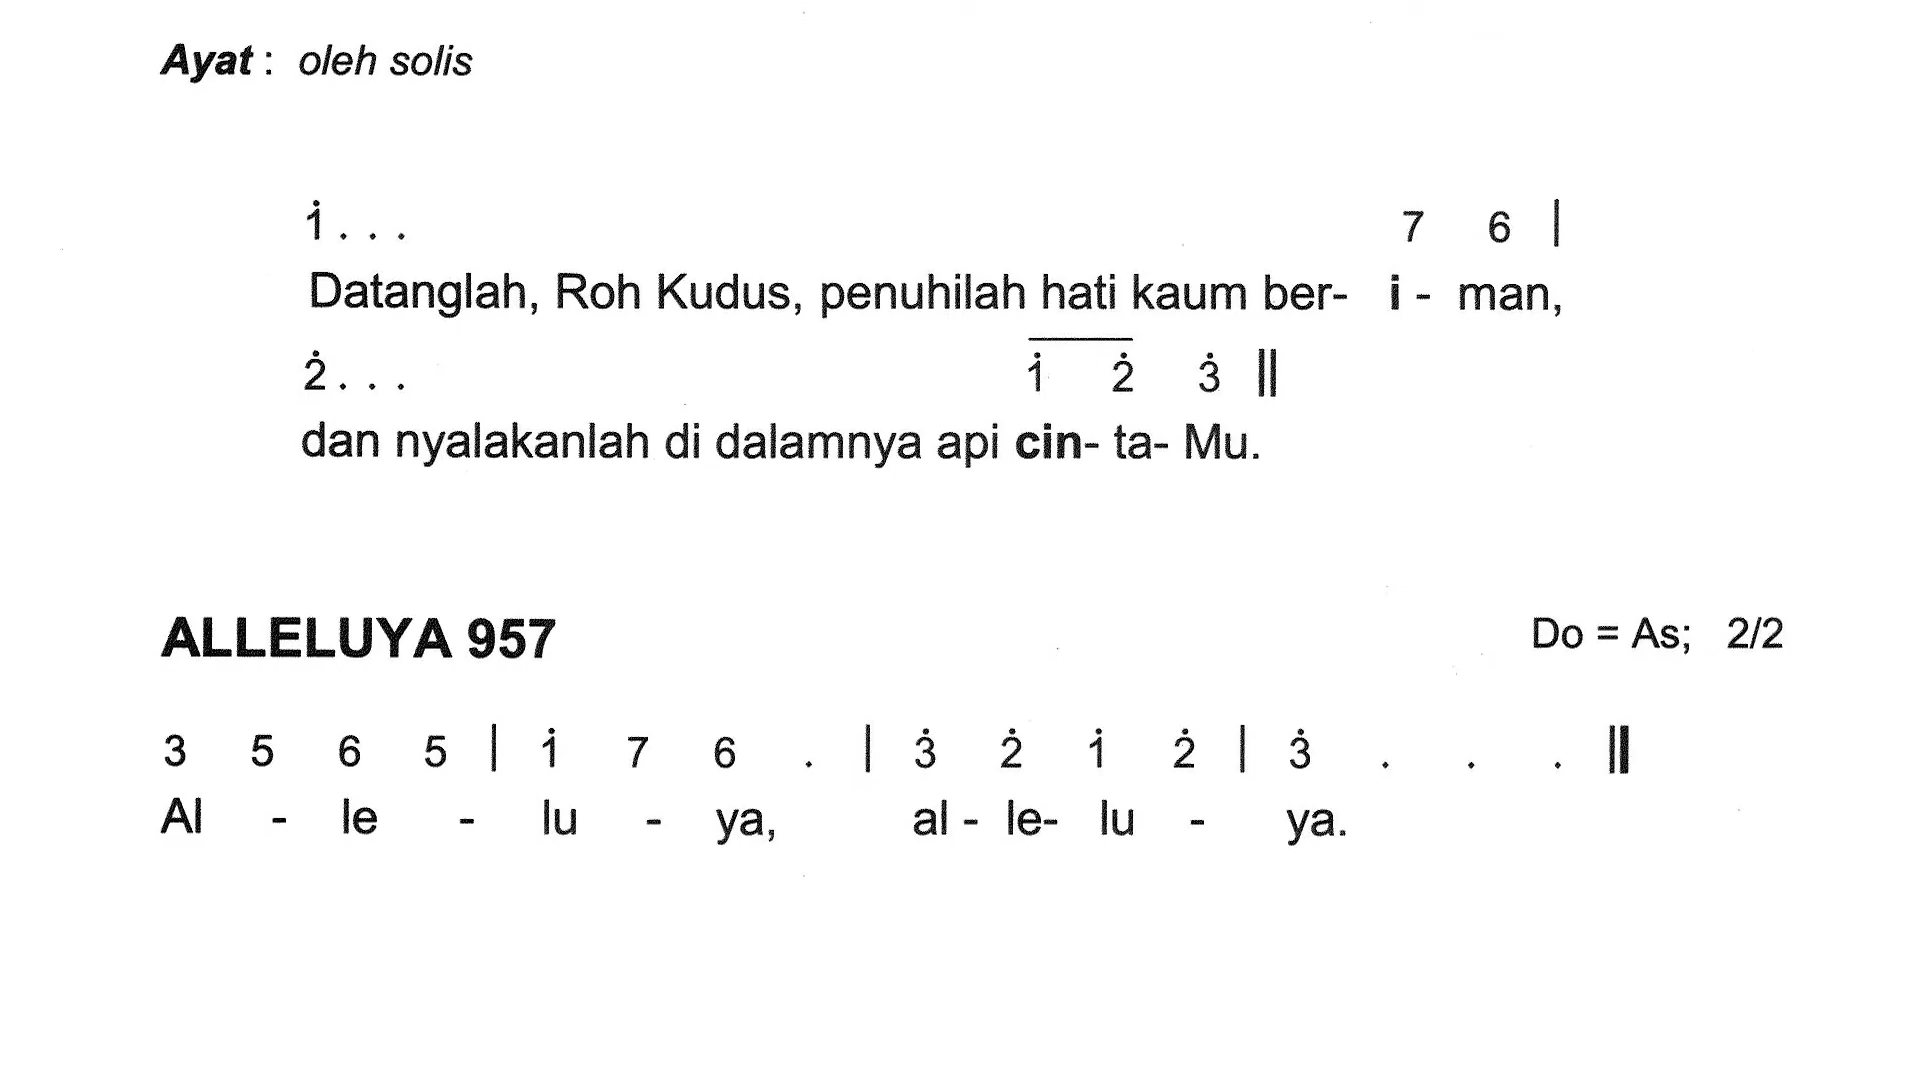 Ayat : oleh solis
1̇ . . . 7 6 |
Datanglah, Roh Kudus, penuhilah hati kaum ber- i - man,
2̇ . . . 1̇ 2̇ 3̇ ||
dan nyalakanlah di dalamnya api cin- ta- Mu.
ALLELUYA 957 Do = As; 2/2
3 5 6 5 | 1̇ 7 6 . | 3̇ 2̇ 1̇ 2̇ | 3̇ . . . ||
Al - le - lu - ya, al - le- lu - ya.